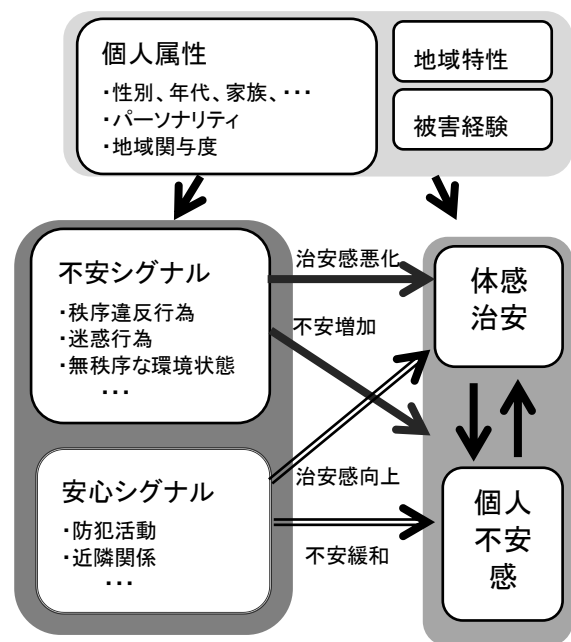 個人属性
・性別、年代、家族、・・・
・パーソナリティ
・地域関与度
地域特性
被害経験
不安シグナル
・秩序違反行為
・迷惑行為
・無秩序な環境状態
・・・
安心シグナル
・防犯活動
・近隣関係
・・・
治安感悪化
不安増加
治安感向上
不安緩和
体感
治安
個人
不安
感